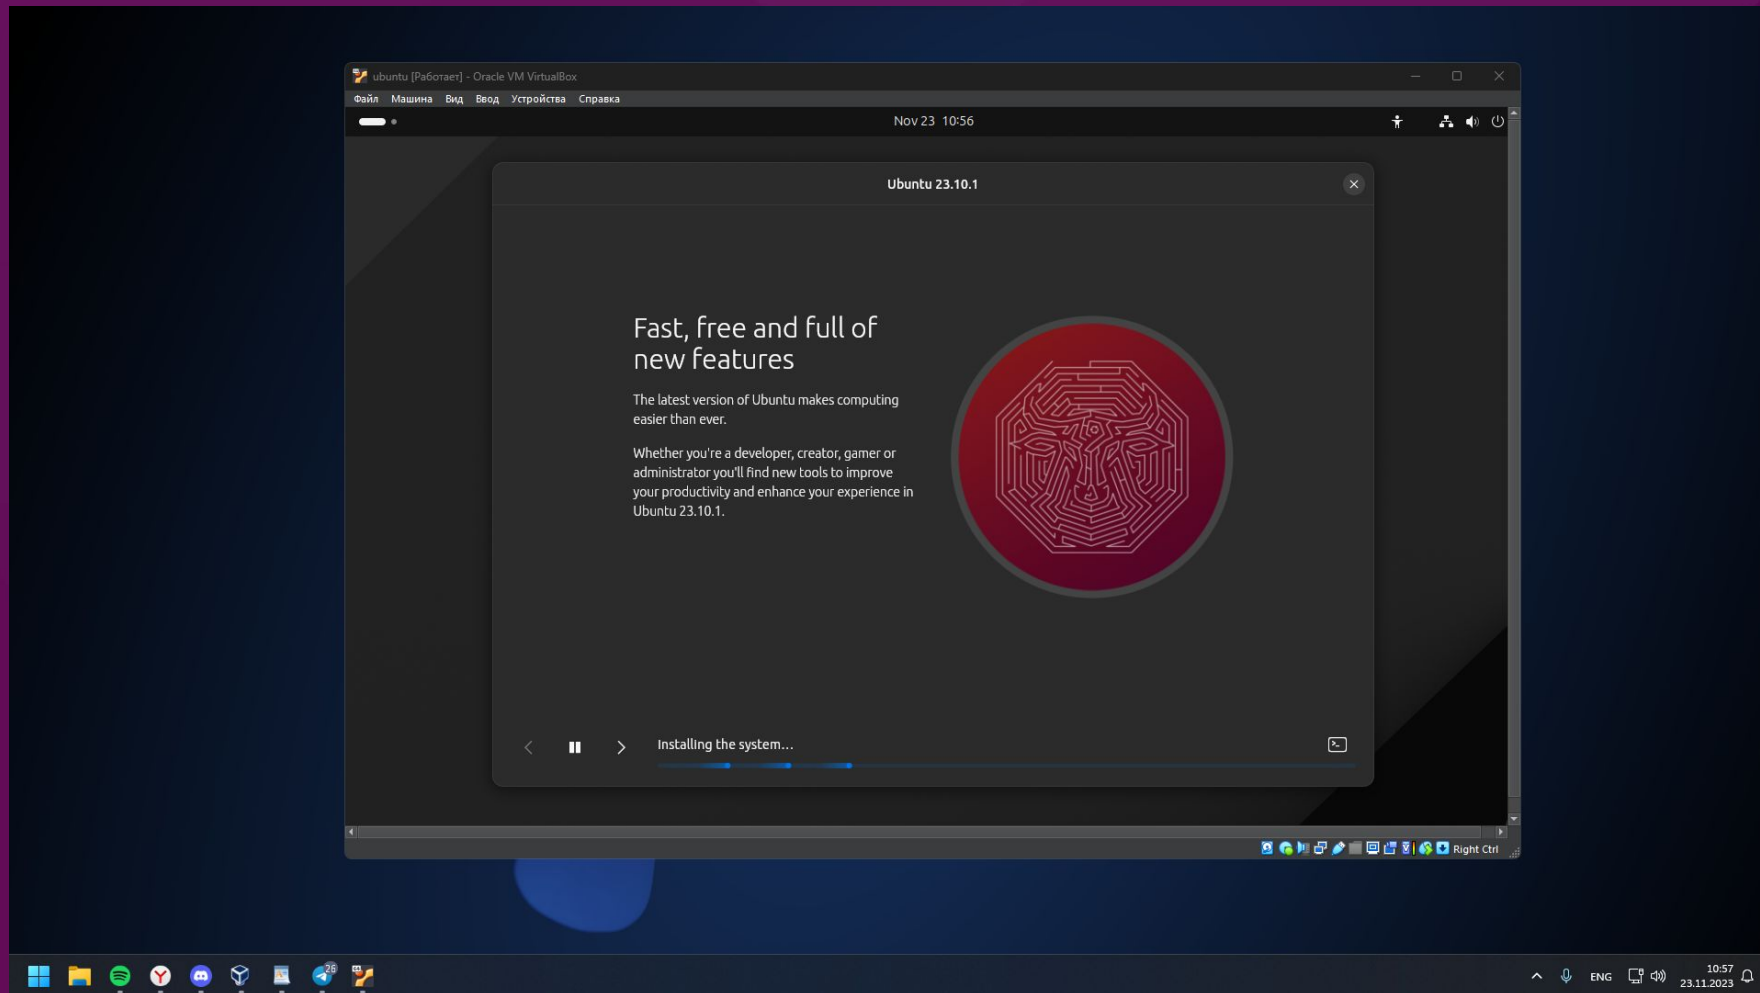 ubuntu [Работает] - Oracle VM VirtualBox
Файл Машина Вид Ввод Устройства Справка
Nov 23 10:56
Ubuntu 23.10.1
Fast, free and full of
new features
The latest version of Ubuntu makes computing
easier than ever.
Whether you're a developer, creator, gamer or
administrator you'll find new tools to improve
your productivity and enhance your experience in
Ubuntu 23.10.1.
Installing the system...
Right Ctrl
26
ENG
10:57
23.11.2023